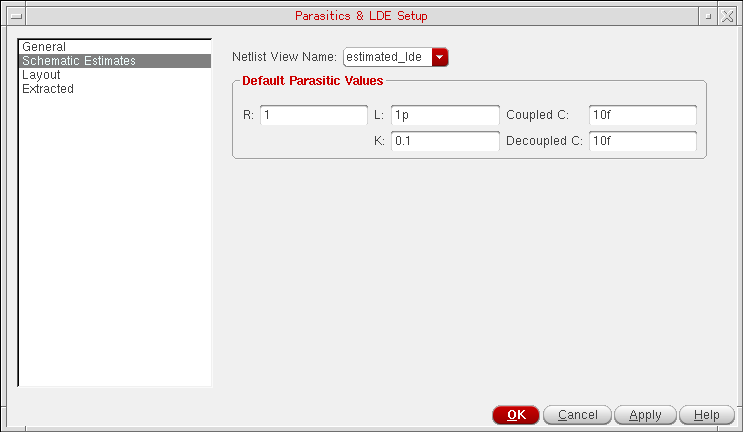 Parasitics & LDE Setup
General
Schematic Estimates
Layout
Extracted
Netlist View Name: estimated_lde
Default Parasitic Values
R: 1 L: 1p Coupled C: 10f
K: 0.1 Decoupled C: 10f
OK Cancel Apply Help